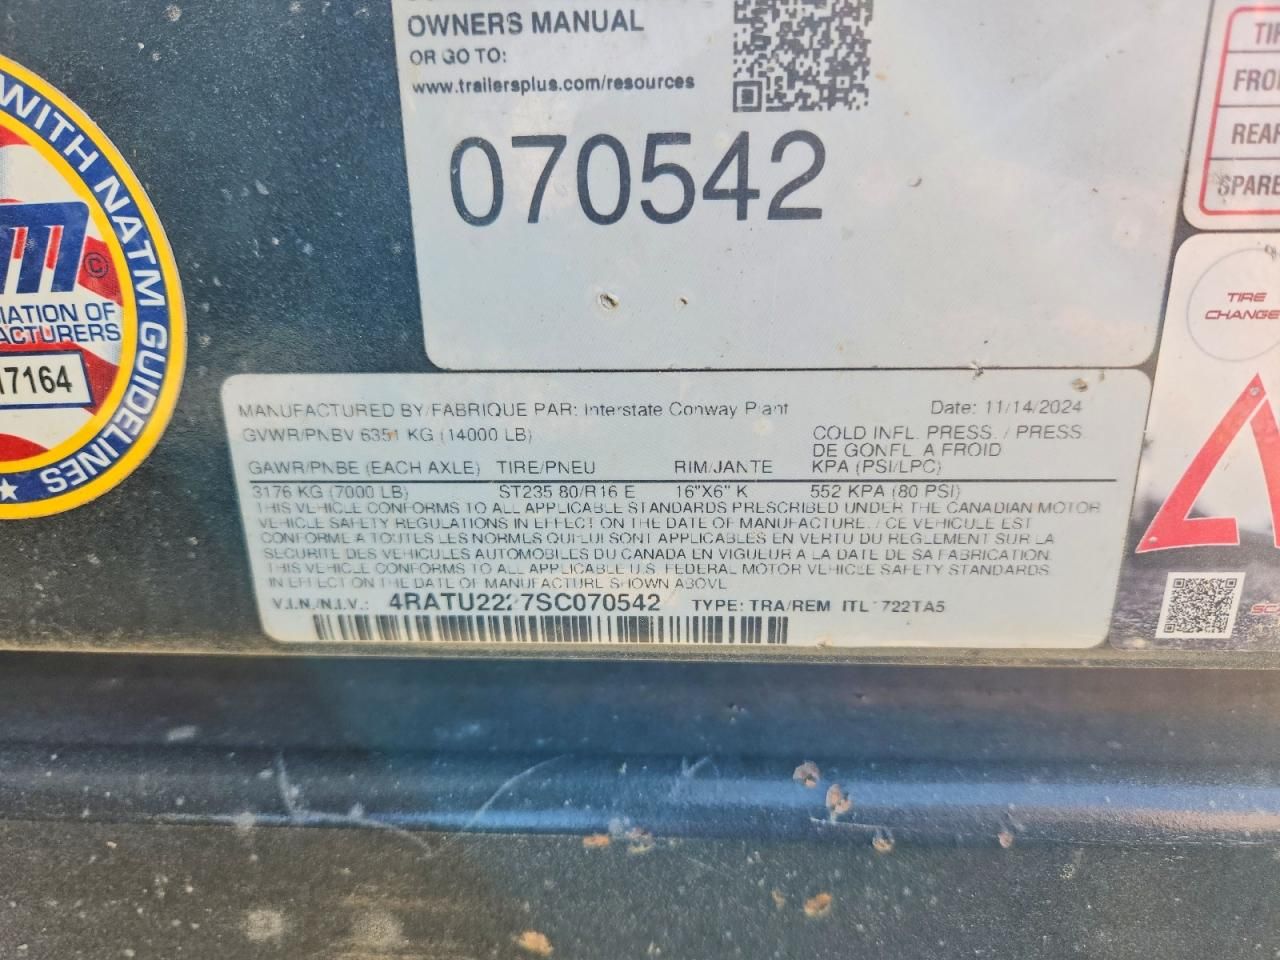 OWNERS MANUAL
OR GO TO:
www.trailersplus.com/resources
070542
WITH NATM GUIDELINES
©
IATION OF
ACTURERS
17164
REAR
SPARE
TIRE
CHANGE
MANUFACTURED BY/FABRIQUE PAR: Interstate Conway Plant Date: 11/14/2024
GVWR/PNBV 6351 KG (14000 LB)
COLD INFL. PRESS. / PRESS.
DE GONFL. A FROID
GAWR/PNBE (EACH AXLE) TIRE/PNEU RIM/JANTE KPA (PSI/LPC)
3176 KG (7000 LB) ST235 80/R16 E 16"X6" K 552 KPA (80 PSI)
THIS VEHICLE CONFORMS TO ALL APPLICABLE STANDARDS PRESCRIBED UNDER THE CANADIAN MOTOR
VEHICLE SAFETY REGULATIONS IN EFFECT ON THE DATE OF MANUFACTURE. / CE VEHICULE EST
CONFORME A TOUTES LES NORMES QUI LUI SONT APPLICABLES EN VERTU DU REGLEMENT SUR LA
SECURITE DES VEHICULES AUTOMOBILES DU CANADA EN VIGUEUR A LA DATE DE SA FABRICATION.
THIS VEHICLE CONFORMS TO ALL APPLICABLE U.S. FEDERAL MOTOR VEHICLE SAFETY STANDARDS
IN EFFECT ON THE DATE OF MANUFACTURE SHOWN ABOVE
V.I.N./N.I.V.: 4RATU2227SC070542 TYPE: TRA/REM ITL1722TA5